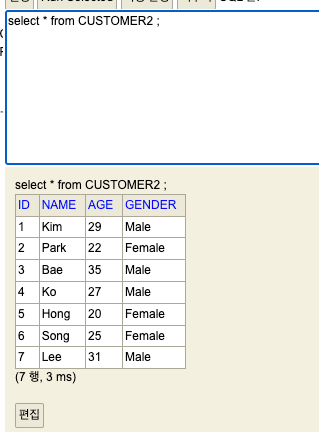 Run Selected
select * from CUSTOMER2 ;
select * from CUSTOMER2 ;
ID NAME AGE GENDER
1 Kim 29 Male
2 Park 22 Female
3 Bae 35 Male
4 Ko 27 Male
5 Hong 20 Female
6 Song 25 Female
7 Lee 31 Male
(7 행, 3 ms)
편집